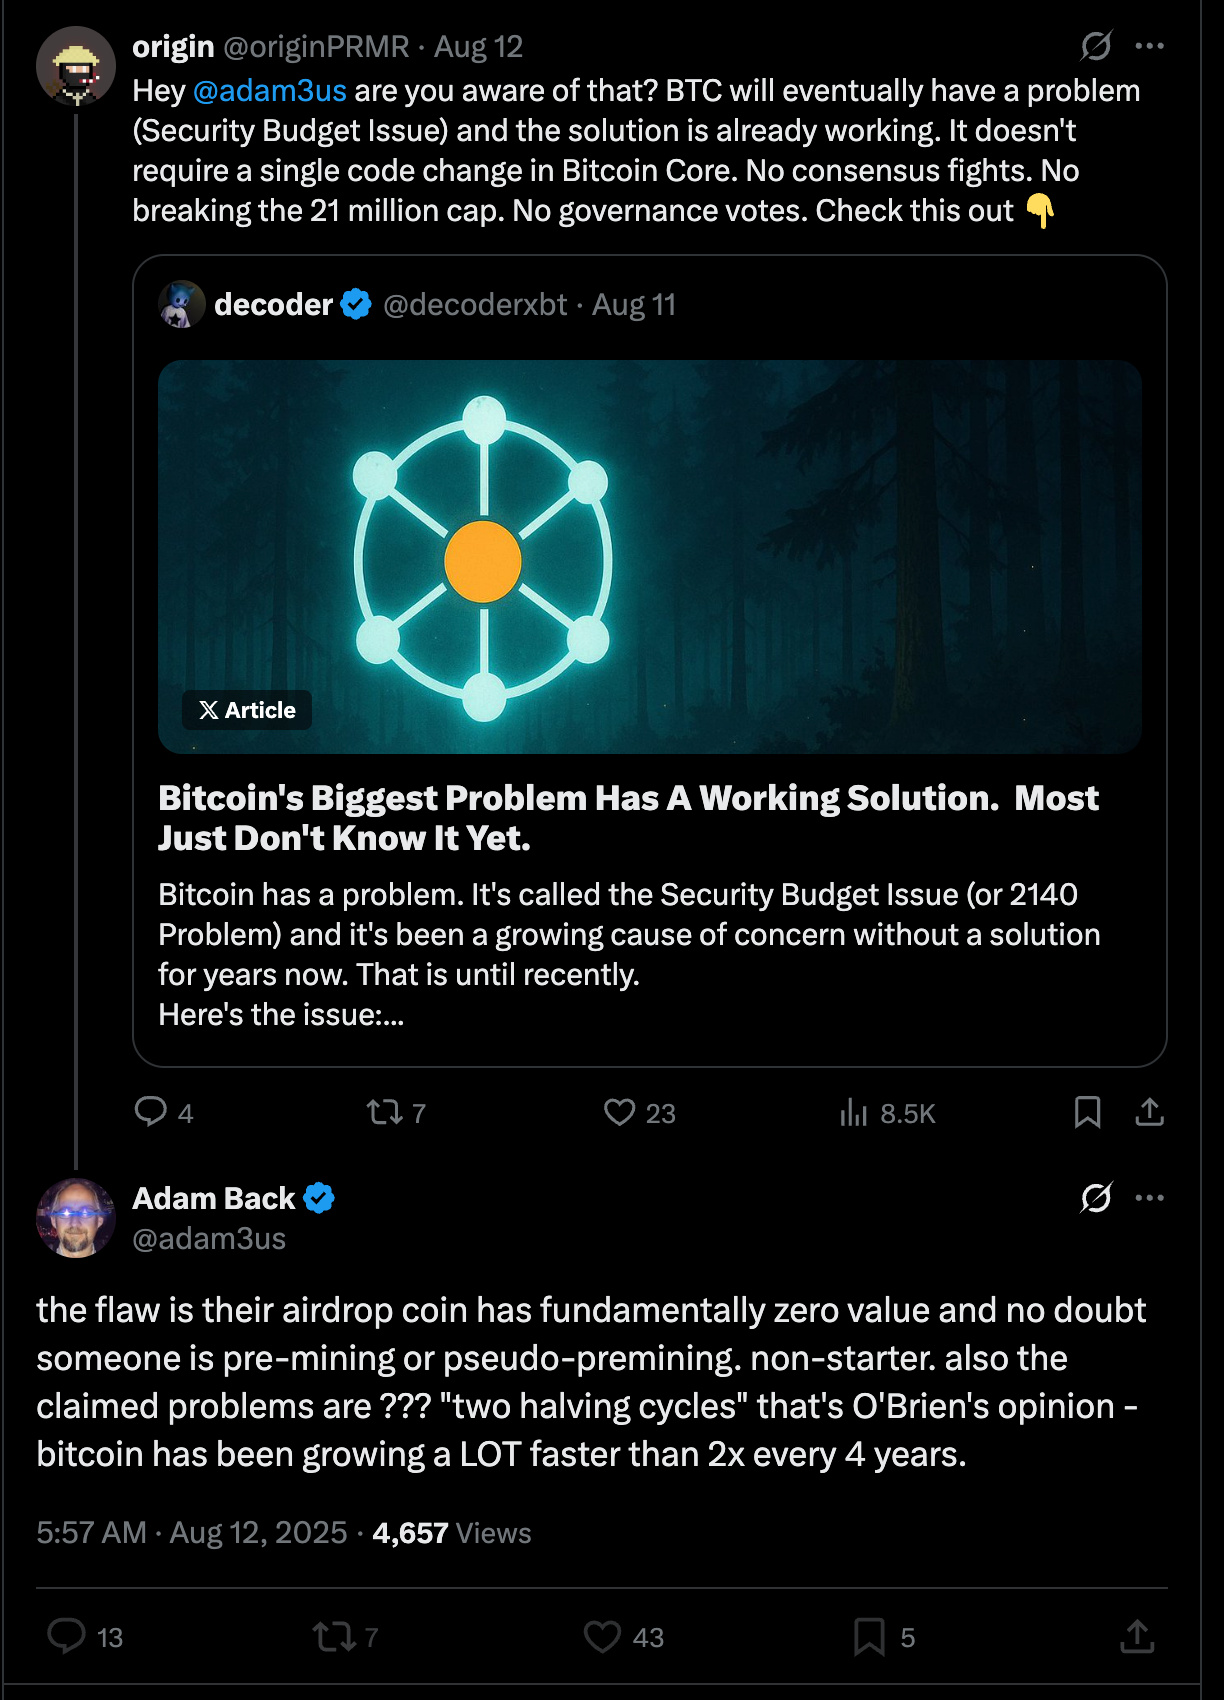 origin @originPRMR · Aug 12
Hey @adam3us are you aware of that? BTC will eventually have a problem
(Security Budget Issue) and the solution is already working. It doesn't
require a single code change in Bitcoin Core. No consensus fights. No
breaking the 21 million cap. No governance votes. Check this out 👇
decoder @decoderxbt · Aug 11
X Article
Bitcoin's Biggest Problem Has A Working Solution.  Most
Just Don't Know It Yet.
Bitcoin has a problem. It's called the Security Budget Issue (or 2140
Problem) and it's been a growing cause of concern without a solution
for years now. That is until recently.
Here's the issue:...
4 7 23 8.5K
Adam Back
@adam3us
the flaw is their airdrop coin has fundamentally zero value and no doubt
someone is pre-mining or pseudo-premining. non-starter. also the
claimed problems are ??? "two halving cycles" that's O'Brien's opinion -
bitcoin has been growing a LOT faster than 2x every 4 years.
5:57 AM · Aug 12, 2025 · 4,657 Views
13 7 43 5